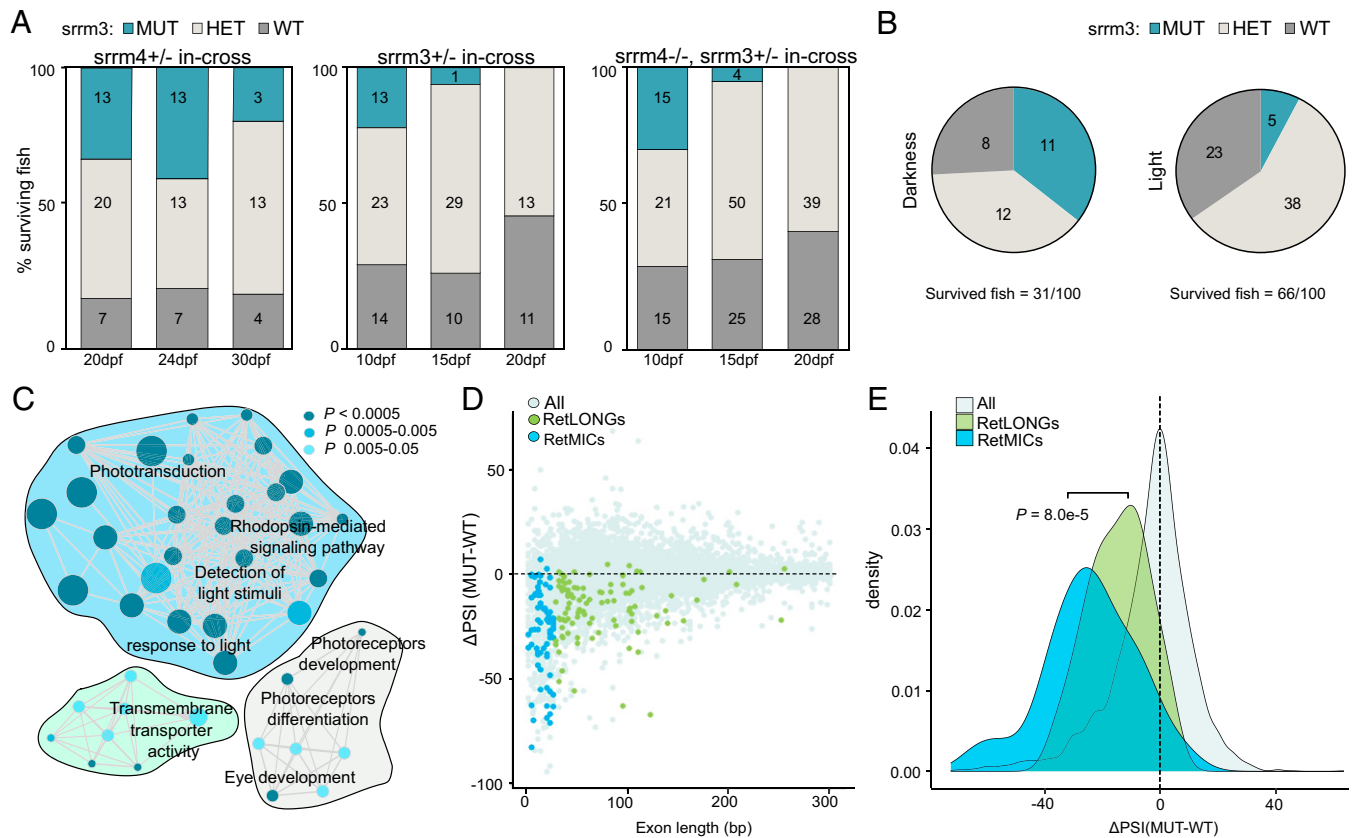 A
srrm3: MUT HET WT
srrm4+/- in-cross
srrm3+/- in-cross
srrm4-/-, srrm3+/- in-cross
% surviving fish
100
50
0
13 13 3
20 13 13
7 7 4
20dpf 24dpf 30dpf
100
50
0
13 1
23 29 13
14 10 11
10dpf 15dpf 20dpf
100
50
0
15 4
21 50 39
15 25 28
10dpf 15dpf 20dpf
B
srrm3: MUT HET WT
Darkness
8 11
12
Survived fish = 31/100
Light
5
23
38
Survived fish = 66/100
C
P < 0.0005
P 0.0005-0.005
P 0.005-0.05
Phototransduction
Rhodopsin-mediated
signaling pathway
Detection of
light stimuli
response to light
Photoreceptors
development
Photoreceptors
differentiation
Eye development
Transmembrane
transporter
activity
D
All
RetLONGs
RetMICs
ΔPSI (MUT-WT)
50
0
-50
-100
0 100 200 300
Exon length (bp)
E
All
RetLONGs
RetMICs
P = 8.0e-5
density
0.04
0.03
0.02
0.01
0.00
-40 0 40
ΔPSI(MUT-WT)